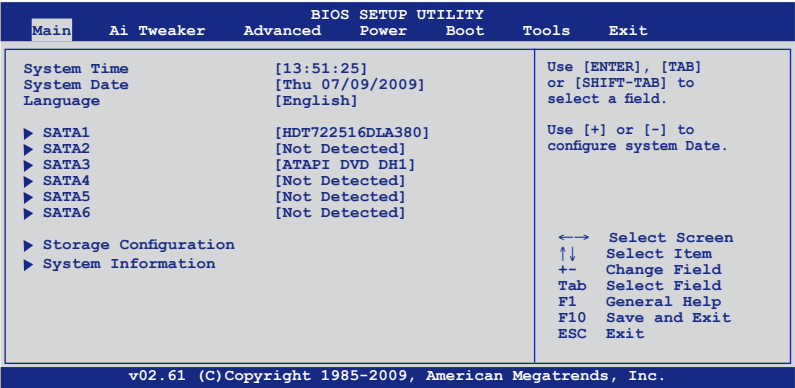 BIOS SETUP UTILITY
Main Ai Tweaker Advanced Power Boot Tools Exit
System Time [13:51:25]
System Date [Thu 07/09/2009]
Language [English]
SATA1 [HDT722516DLA380]
SATA2 [Not Detected]
SATA3 [ATAPI DVD DH1]
SATA4 [Not Detected]
SATA5 [Not Detected]
SATA6 [Not Detected]
Storage Configuration
System Information
Use [ENTER], [TAB]
or [SHIFT-TAB] to
select a field.
Use [+] or [-] to
configure system Date.
←→ Select Screen
↑↓ Select Item
+- Change Field
Tab Select Field
F1 General Help
F10 Save and Exit
ESC Exit
v02.61 (C)Copyright 1985-2009, American Megatrends, Inc.